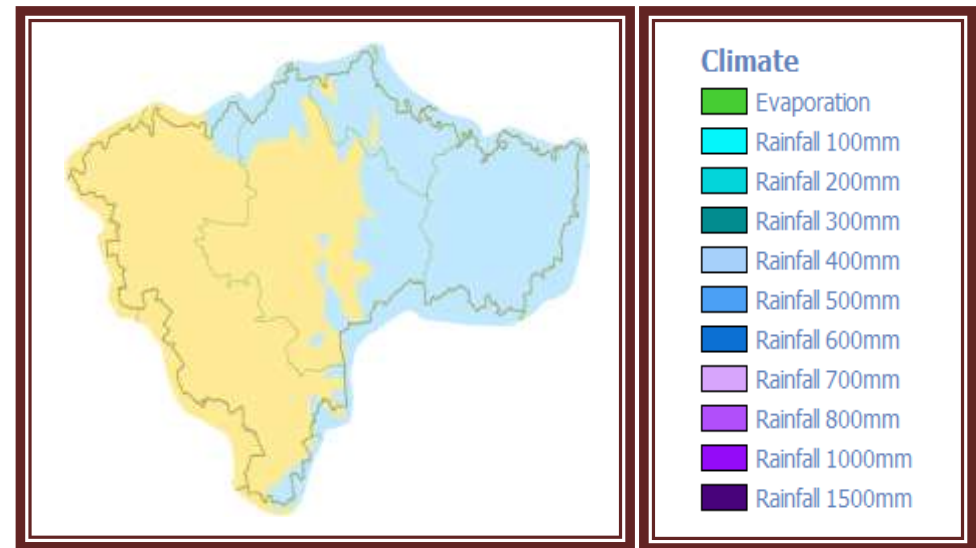 Climate
Evaporation
Rainfall 100mm
Rainfall 200mm
Rainfall 300mm
Rainfall 400mm
Rainfall 500mm
Rainfall 600mm
Rainfall 700mm
Rainfall 800mm
Rainfall 1000mm
Rainfall 1500mm